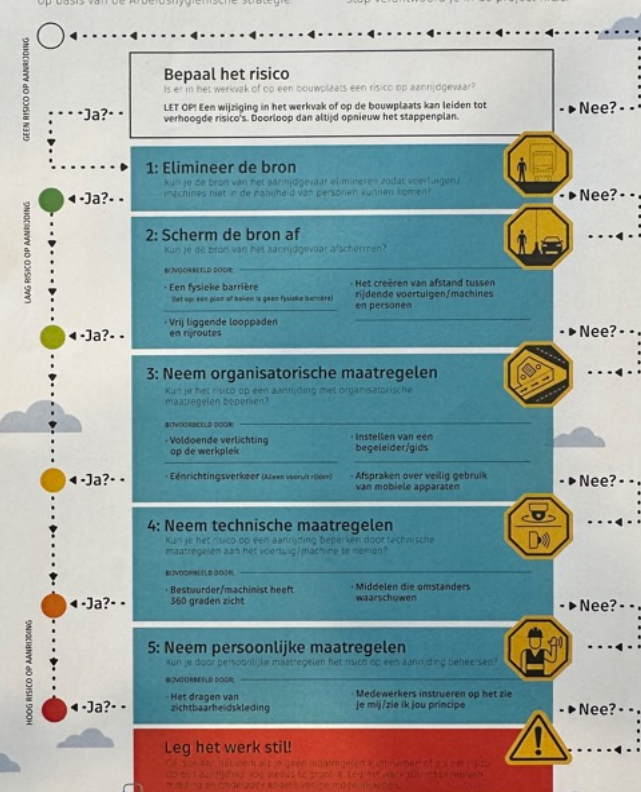 op basis van de Arbeidshygiënische strategie.
stap verantwoord je in de project
GEEN RISICO OP AANRIJDING
Bepaal het risico
Is er in het werkvak of op een bouwplaats een risico op aanrijdgevaar?
LET OP! Een wijziging in het werkvak of op de bouwplaats kan leiden tot
verhoogde risico's. Doorloop dan altijd opnieuw het stappenplan.
Ja?
Nee?
1: Elimineer de bron
Kun je de bron van het aanrijdgevaar elimineren zodat voertuigen/
machines niet in de nabijheid van personen kunnen komen?
Ja?
Nee?
LAAG RISICO OP AANRIJDING
2: Scherm de bron af
Kun je de bron van het aanrijdgevaar afschermen?
BIJVOORBEELD DOOR:
· Een fysieke barrière
(let op: een pion of baken is geen fysieke barrière)
· Vrij liggende looppaden
en rijroutes
· Het creëren van afstand tussen
rijdende voertuigen/machines
en personen
Ja?
Nee?
3: Neem organisatorische maatregelen
Kun je het risico op een aanrijding met organisatorische
maatregelen beperken?
BIJVOORBEELD DOOR:
· Voldoende verlichting
op de werkplek
· Instellen van een
begeleider/gids
· Eénrichtingsverkeer (Alleen vooruit rijden)
· Afspraken over veilig gebruik
van mobiele apparaten
Ja?
Nee?
4: Neem technische maatregelen
Kun je het risico op een aanrijding beperken door technische
maatregelen aan het voertuig/machine te nemen?
BIJVOORBEELD DOOR:
· Bestuurder/machinist heeft
360 graden zicht
· Middelen die omstanders
waarschuwen
Ja?
Nee?
HOOG RISICO OP AANRIJDING
5: Neem persoonlijke maatregelen
Kun je door persoonlijke maatregelen het risico op een aanrijding beheersen?
BIJVOORBEELD DOOR:
· Het dragen van
zichtbaarheidskleding
· Medewerkers instrueren op het zie
je mij/zie ik jou principe
Ja?
Nee?
Leg het werk stil!